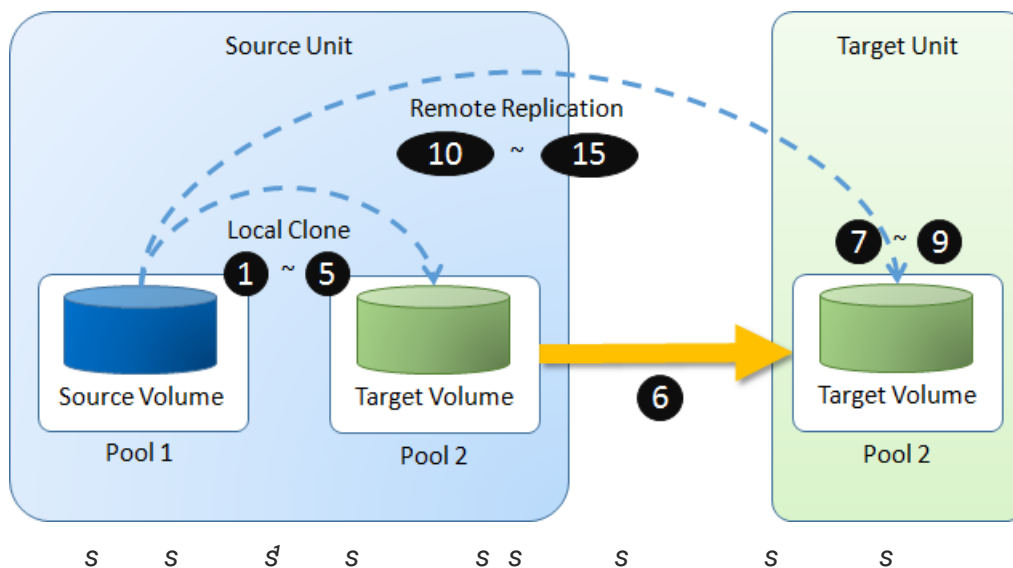 Source Unit
Target Unit
Remote Replication
10 ~ 15
Local Clone
1 ~ 5
7 ~ 9
Source Volume
Target Volume
Target Volume
6
Pool 1
Pool 2
Pool 2
s s s s s s s s s